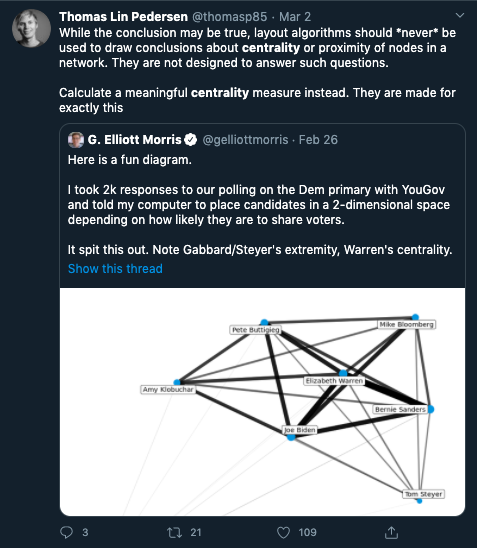 Thomas Lin Pedersen @thomasp85 · Mar 2
While the conclusion may be true, layout algorithms should *never* be
used to draw conclusions about centrality or proximity of nodes in a
network. They are not designed to answer such questions.
Calculate a meaningful centrality measure instead. They are made for
exactly this
G. Elliott Morris @gelliottmorris · Feb 26
Here is a fun diagram.
I took 2k responses to our polling on the Dem primary with YouGov
and told my computer to place candidates in a 2-dimensional space
depending on how likely they are to share voters.
It spit this out. Note Gabbard/Steyer's extremity, Warren's centrality.
Show this thread
Mike Bloomberg
Pete Buttigieg
Elizabeth Warren
Amy Klobuchar
Bernie Sanders
Joe Biden
Tom Steyer
3 21 109